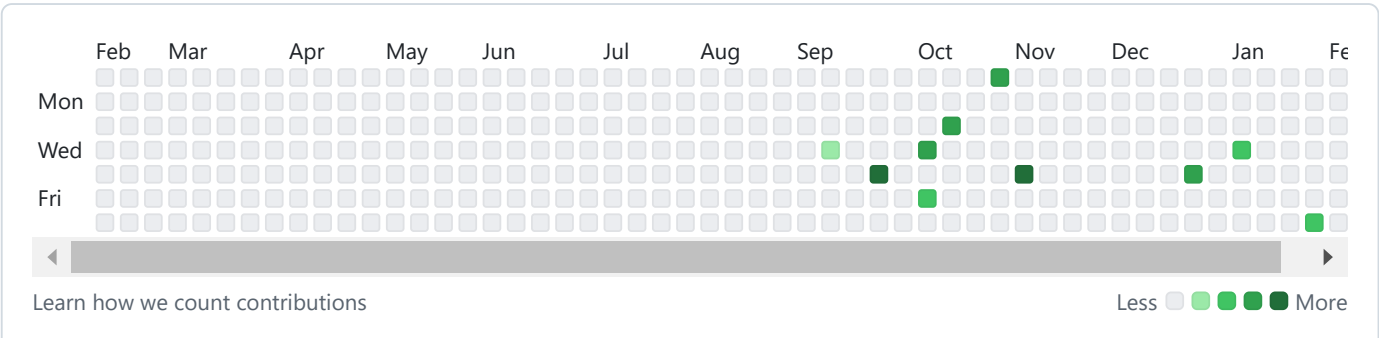 Feb Mar Apr May Jun Jul Aug Sep Oct Nov Dec Jan Fe
Mon
Wed
Fri
Learn how we count contributions
Less More